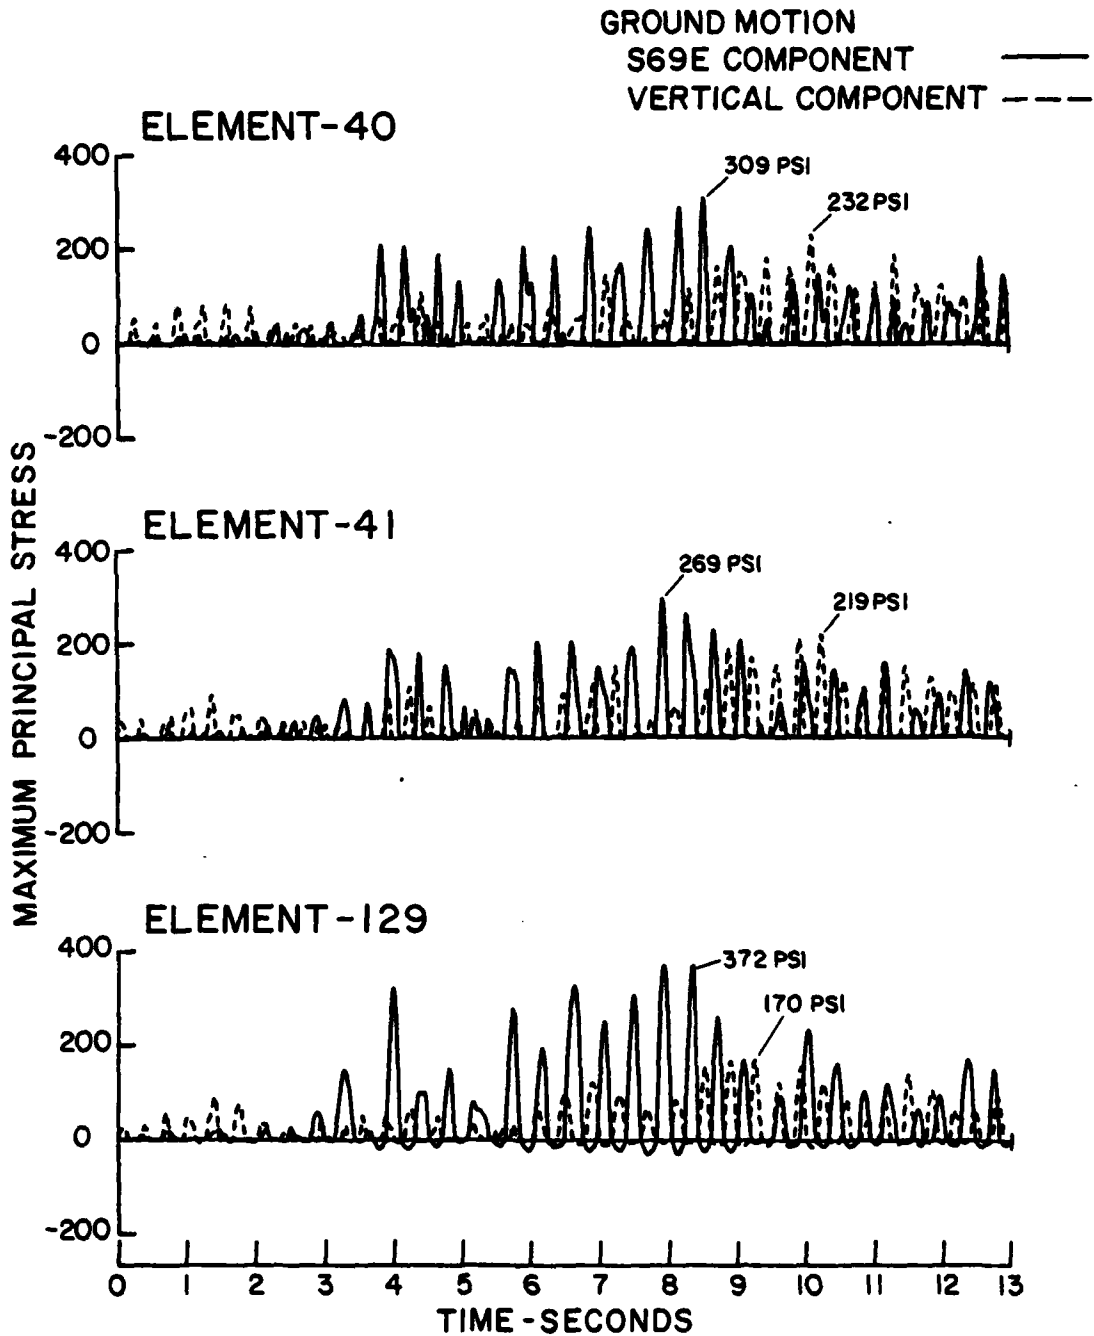 GROUND MOTION
S69E COMPONENT
VERTICAL COMPONENT
ELEMENT-40
400
309 PSI
232 PSI
200
0
-200
MAXIMUM PRINCIPAL STRESS
ELEMENT-41
400
269 PSI
219 PSI
200
0
-200
ELEMENT-129
400
372 PSI
170 PSI
200
0
-200
0 1 2 3 4 5 6 7 8 9 10 11 12 13
TIME-SECONDS